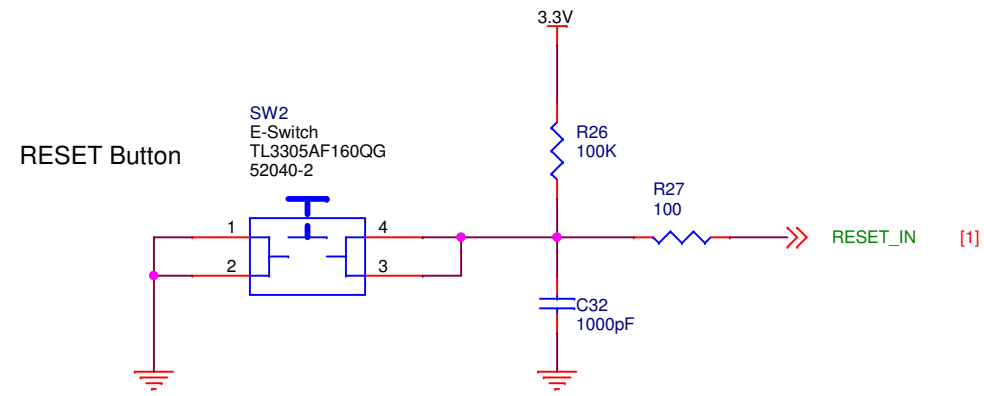 3.3V
SW2
E-Switch
TL3305AF160QG
52040-2
RESET Button
R26
100K
R27
100
1
4
2
3
RESET_IN [1]
C32
1000pF